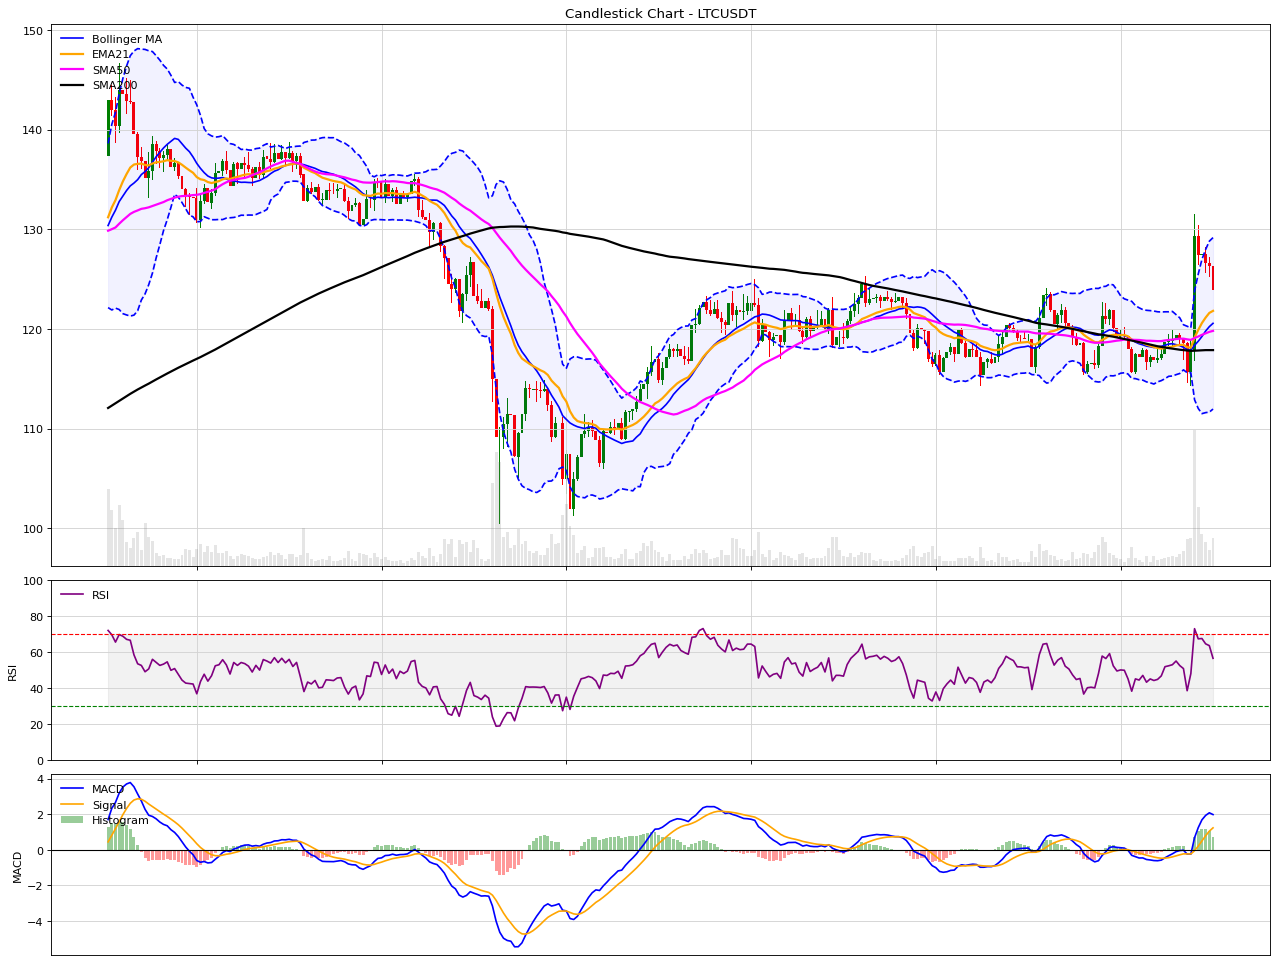 Candlestick Chart - LTCUSDT
150
140
130
120
110
100
Bollinger MA
EMA21
SMA50
SMA200
100
80
60
40
20
0
RSI
RSI
4
2
0
−2
−4
MACD
MACD
Signal
Histogram